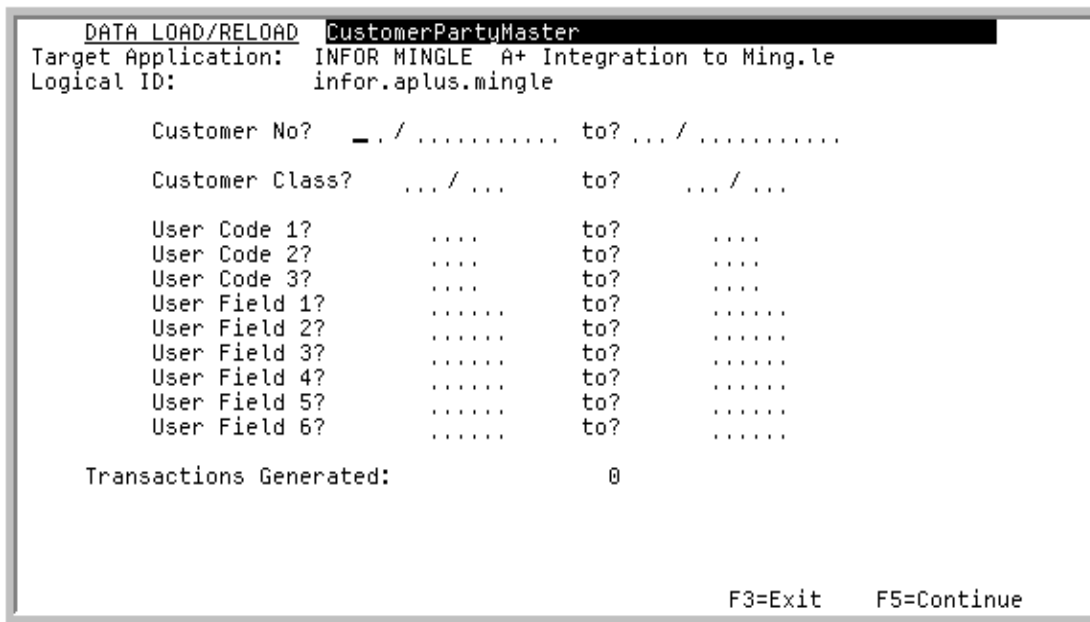 DATA LOAD/RELOAD CustomerPartyMaster
Target Application: INFOR MINGLE A+ Integration to Ming.le
Logical ID: infor.aplus.mingle
Customer No? _../............ to? .../............
Customer Class? .../... to? .../...
User Code 1? .... to? ....
User Code 2? .... to? ....
User Code 3? .... to? ....
User Field 1? ...... to? ......
User Field 2? ...... to? ......
User Field 3? ...... to? ......
User Field 4? ...... to? ......
User Field 5? ...... to? ......
User Field 6? ...... to? ......
Transactions Generated: 0
F3=Exit F5=Continue